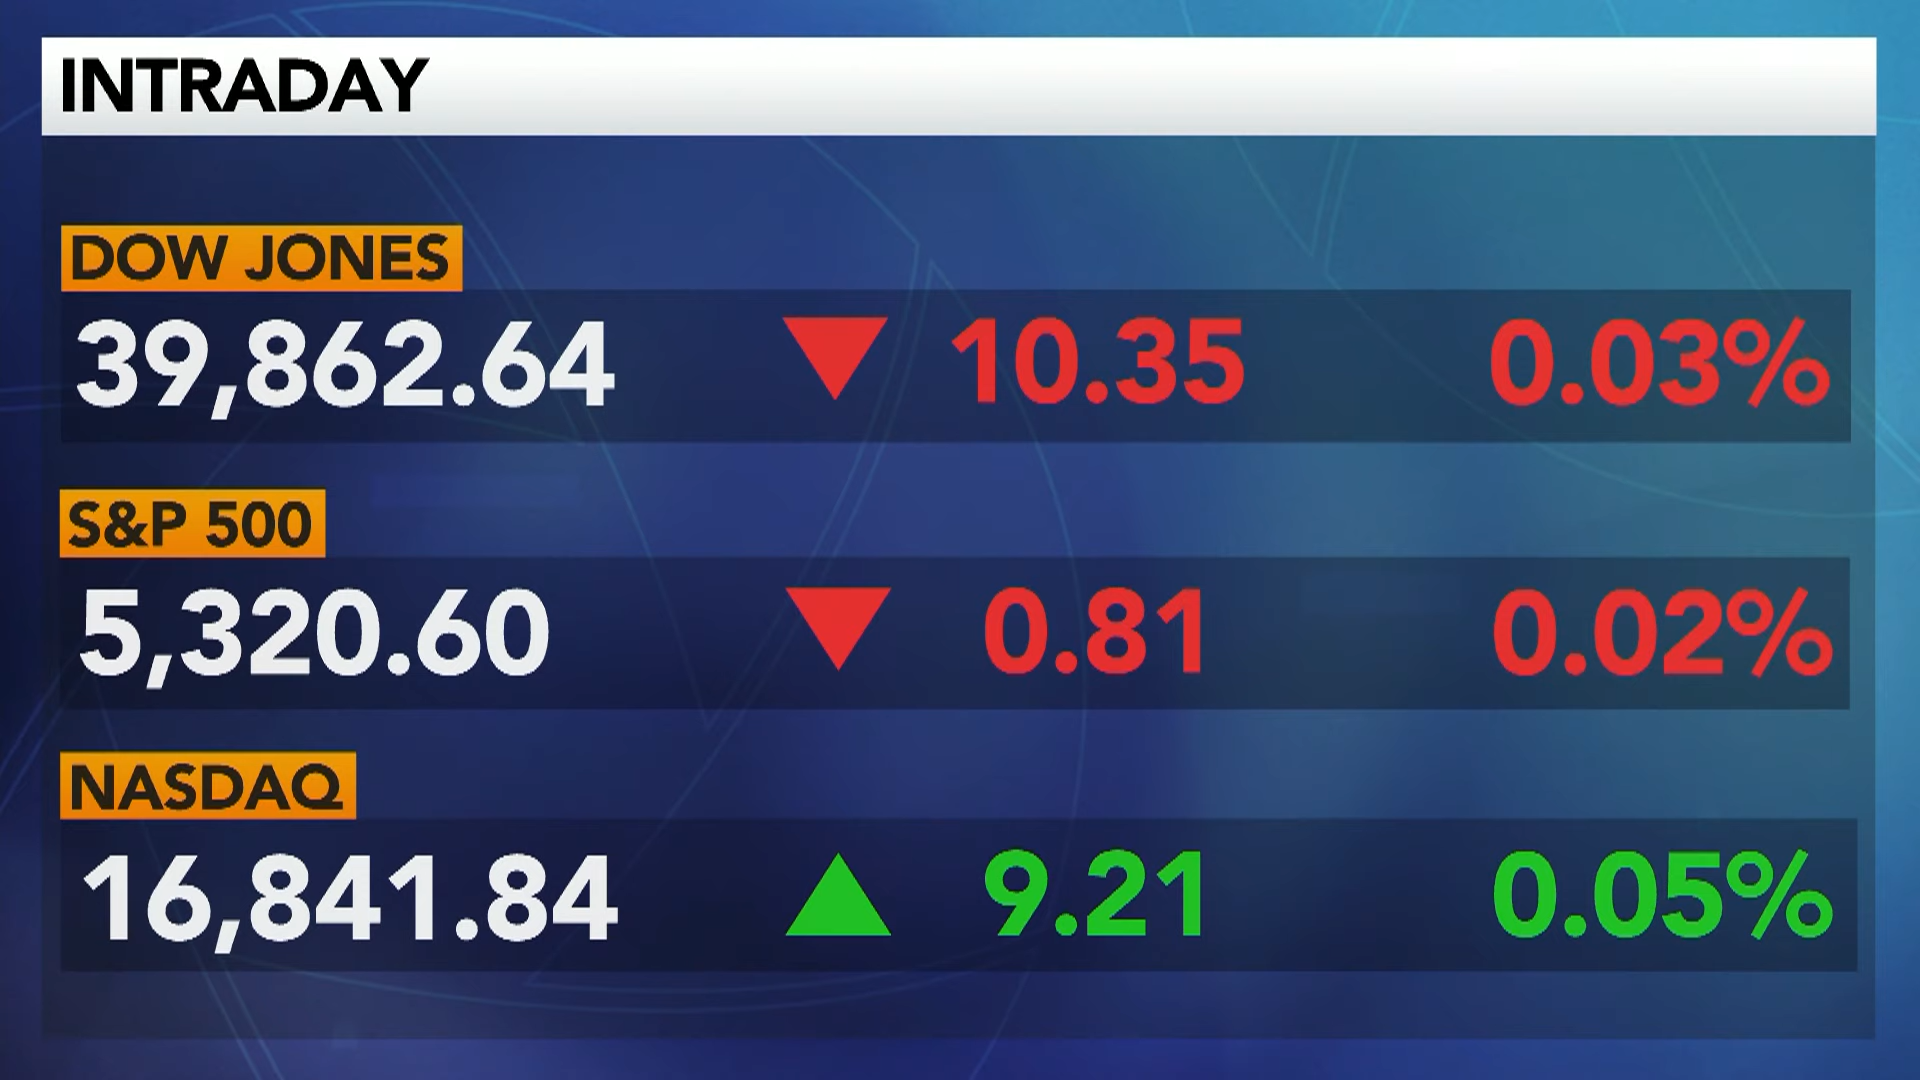 INTRADAY
DOW JONES
39,862.64 ▼ 10.35 0.03%
S&P 500
5,320.60 ▼ 0.81 0.02%
NASDAQ
16,841.84 ▲ 9.21 0.05%